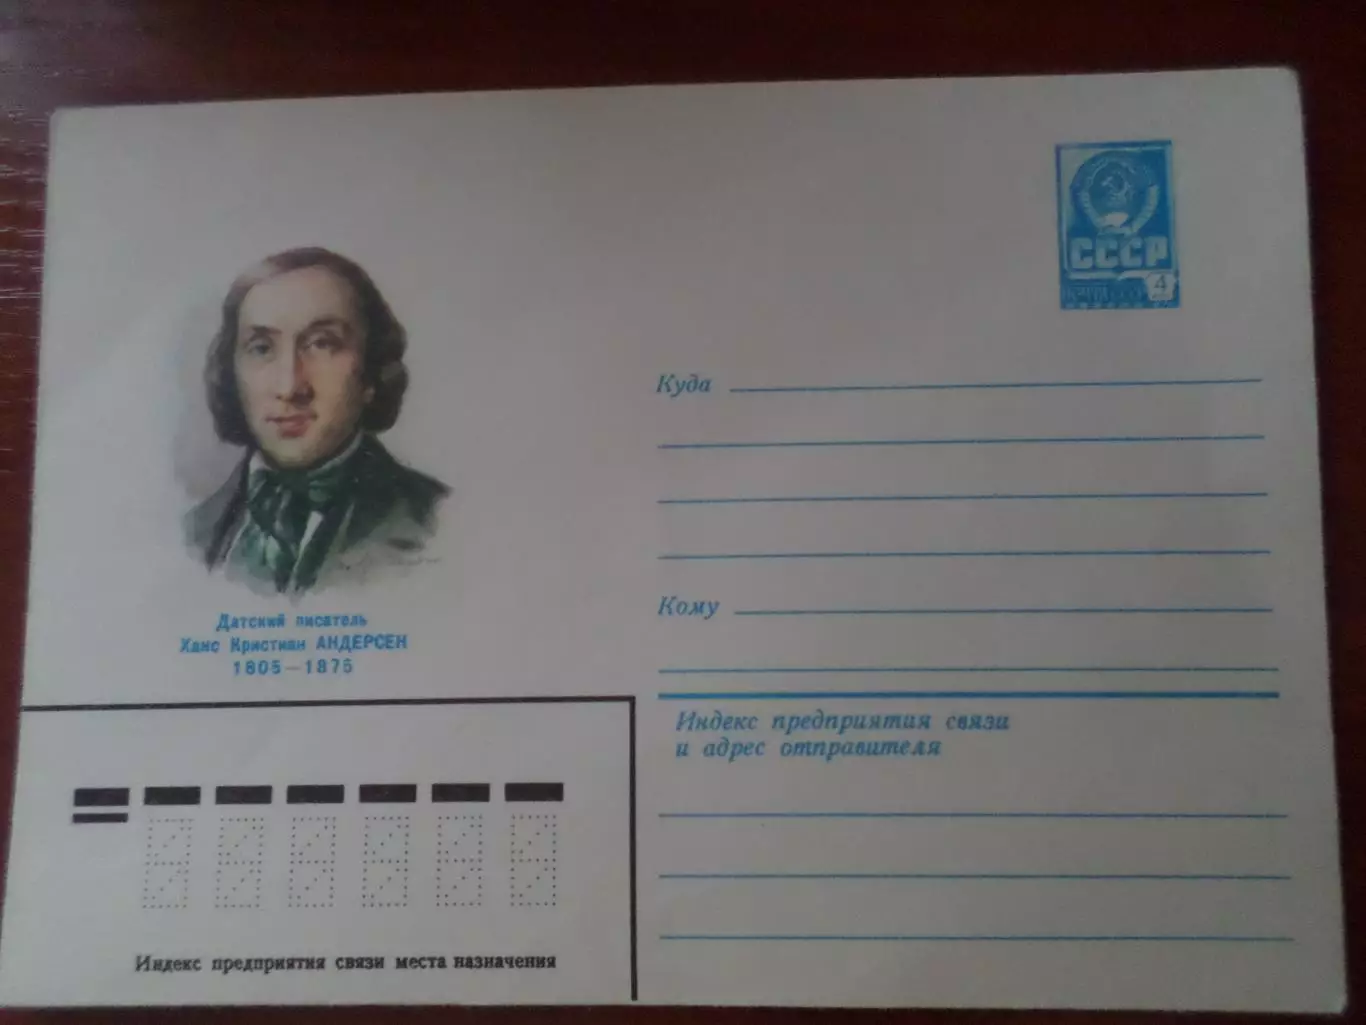 СССР
4
Куда
Кому
Датский писатель
Ханс Кристиан АНДЕРСЕН
1805—1875
Индекс предприятия связи
и адрес отправителя
Индекс предприятия связи места назначения